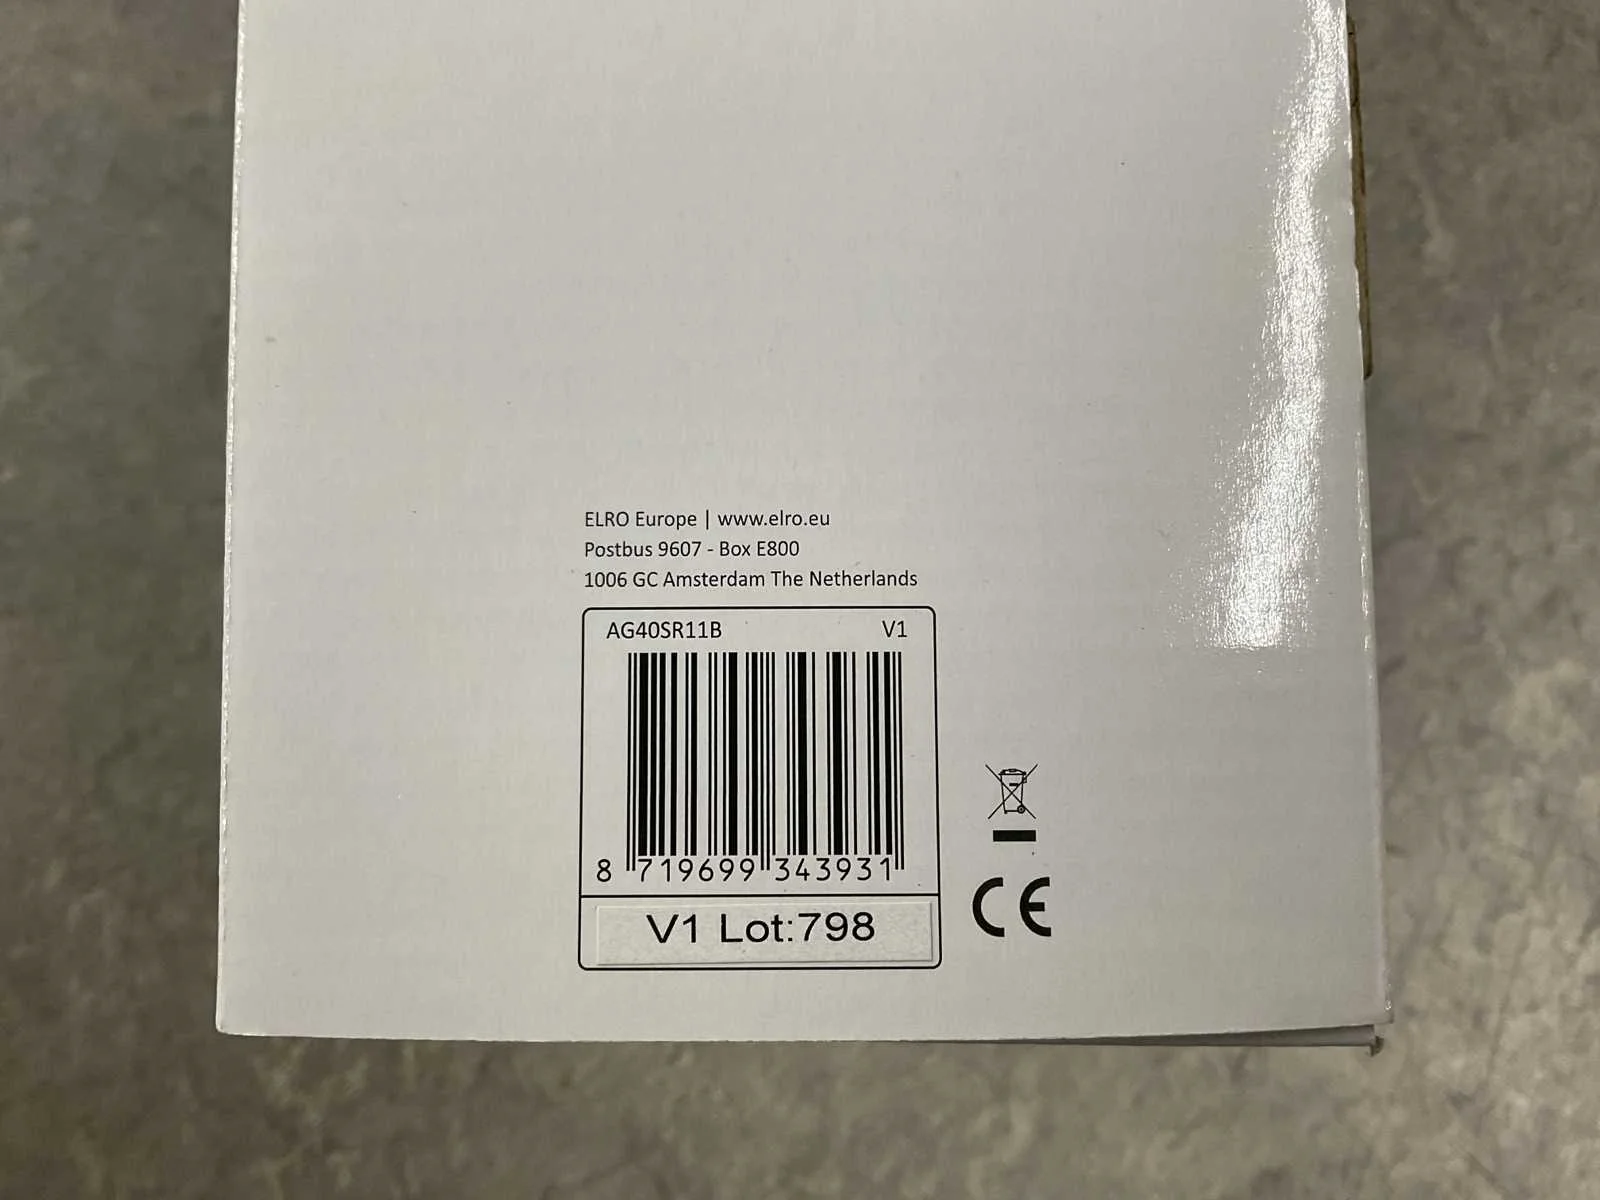 ELRO Europe | www.elro.eu
Postbus 9607 - Box E800
1006 GC Amsterdam The Netherlands
AG40SR11B V1
8 719699 343931
V1 Lot:798
CE